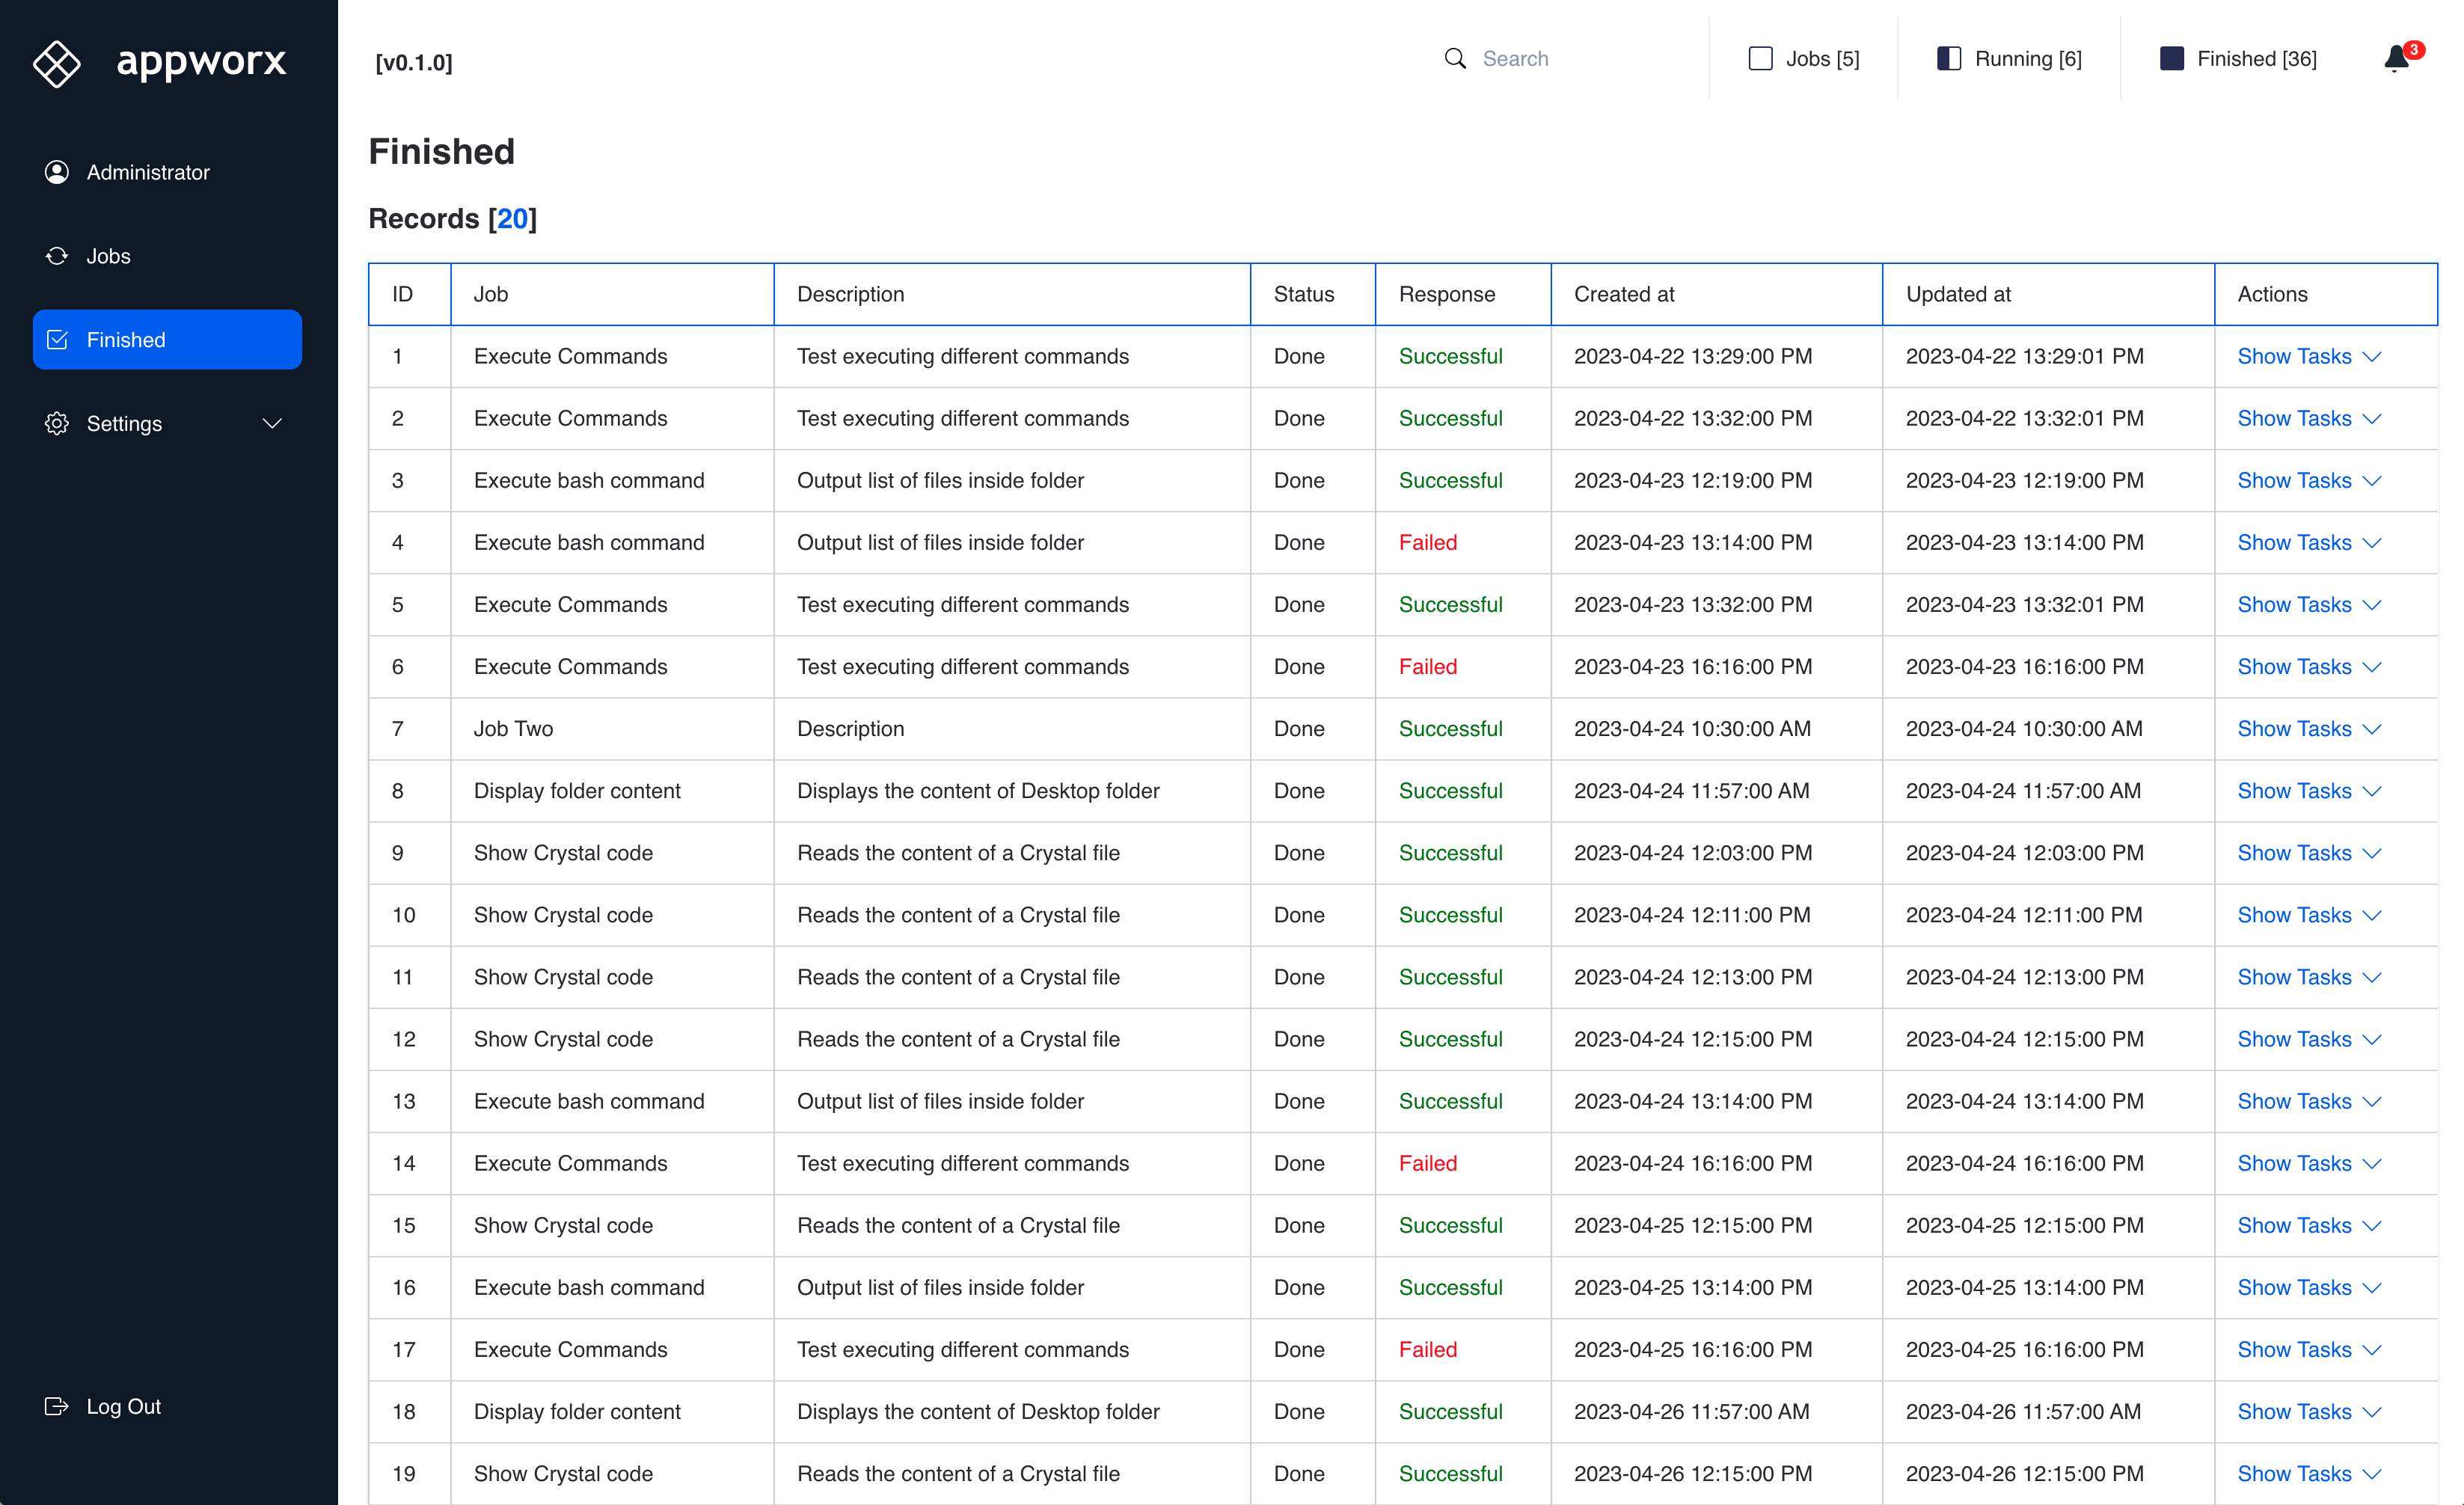 appworx
Administrator
Jobs
Finished
Settings
Log Out
[v0.1.0] Search Jobs [5] Running [6] Finished [36] 3
Finished
Records [20]
ID Job Description Status Response Created at Updated at Actions
1 Execute Commands Test executing different commands Done Successful 2023-04-22 13:29:00 PM 2023-04-22 13:29:01 PM Show Tasks
2 Execute Commands Test executing different commands Done Successful 2023-04-22 13:32:00 PM 2023-04-22 13:32:01 PM Show Tasks
3 Execute bash command Output list of files inside folder Done Successful 2023-04-23 12:19:00 PM 2023-04-23 12:19:00 PM Show Tasks
4 Execute bash command Output list of files inside folder Done Failed 2023-04-23 13:14:00 PM 2023-04-23 13:14:00 PM Show Tasks
5 Execute Commands Test executing different commands Done Successful 2023-04-23 13:32:00 PM 2023-04-23 13:32:01 PM Show Tasks
6 Execute Commands Test executing different commands Done Failed 2023-04-23 16:16:00 PM 2023-04-23 16:16:00 PM Show Tasks
7 Job Two Description Done Successful 2023-04-24 10:30:00 AM 2023-04-24 10:30:00 AM Show Tasks
8 Display folder content Displays the content of Desktop folder Done Successful 2023-04-24 11:57:00 AM 2023-04-24 11:57:00 AM Show Tasks
9 Show Crystal code Reads the content of a Crystal file Done Successful 2023-04-24 12:03:00 PM 2023-04-24 12:03:00 PM Show Tasks
10 Show Crystal code Reads the content of a Crystal file Done Successful 2023-04-24 12:11:00 PM 2023-04-24 12:11:00 PM Show Tasks
11 Show Crystal code Reads the content of a Crystal file Done Successful 2023-04-24 12:13:00 PM 2023-04-24 12:13:00 PM Show Tasks
12 Show Crystal code Reads the content of a Crystal file Done Successful 2023-04-24 12:15:00 PM 2023-04-24 12:15:00 PM Show Tasks
13 Execute bash command Output list of files inside folder Done Successful 2023-04-24 13:14:00 PM 2023-04-24 13:14:00 PM Show Tasks
14 Execute Commands Test executing different commands Done Failed 2023-04-24 16:16:00 PM 2023-04-24 16:16:00 PM Show Tasks
15 Show Crystal code Reads the content of a Crystal file Done Successful 2023-04-25 12:15:00 PM 2023-04-25 12:15:00 PM Show Tasks
16 Execute bash command Output list of files inside folder Done Successful 2023-04-25 13:14:00 PM 2023-04-25 13:14:00 PM Show Tasks
17 Execute Commands Test executing different commands Done Failed 2023-04-25 16:16:00 PM 2023-04-25 16:16:00 PM Show Tasks
18 Display folder content Displays the content of Desktop folder Done Successful 2023-04-26 11:57:00 AM 2023-04-26 11:57:00 AM Show Tasks
19 Show Crystal code Reads the content of a Crystal file Done Successful 2023-04-26 12:15:00 PM 2023-04-26 12:15:00 PM Show Tasks